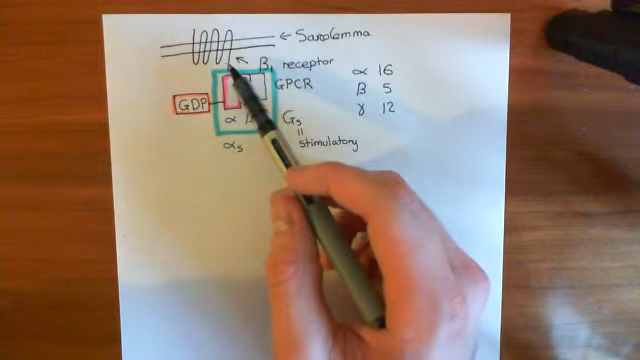 ← Sarcolemma
β₁ receptor
GPCR
GDP
α β
Gs
=
stimulatory
αs
α 16
β 5
γ 12